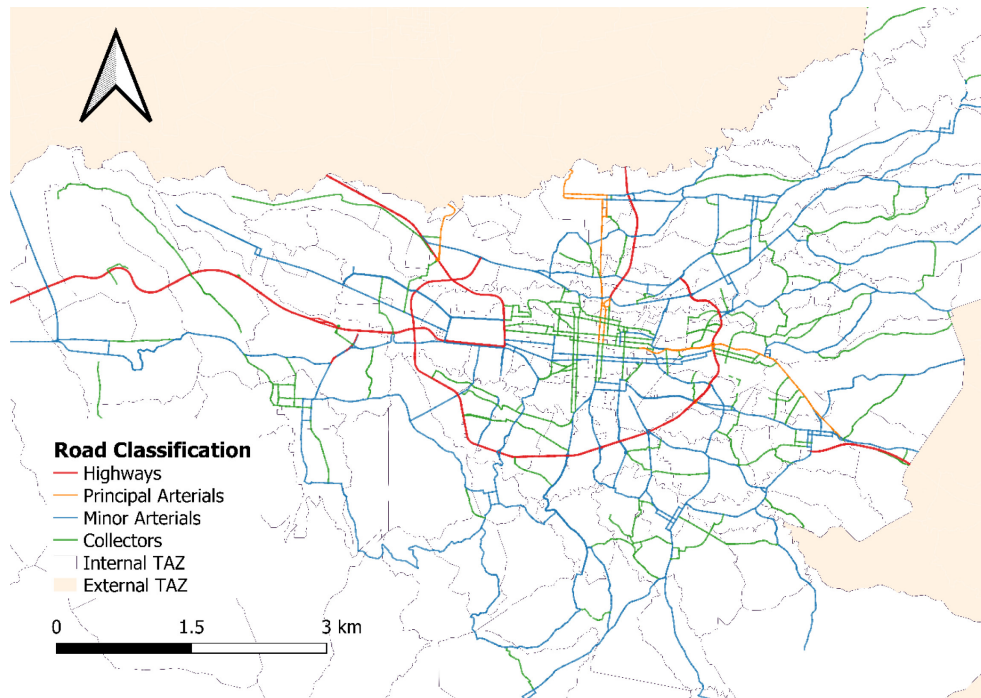 Road Classification
Highways
Principal Arterials
Minor Arterials
Collectors
Internal TAZ
External TAZ
0 1.5 3 km